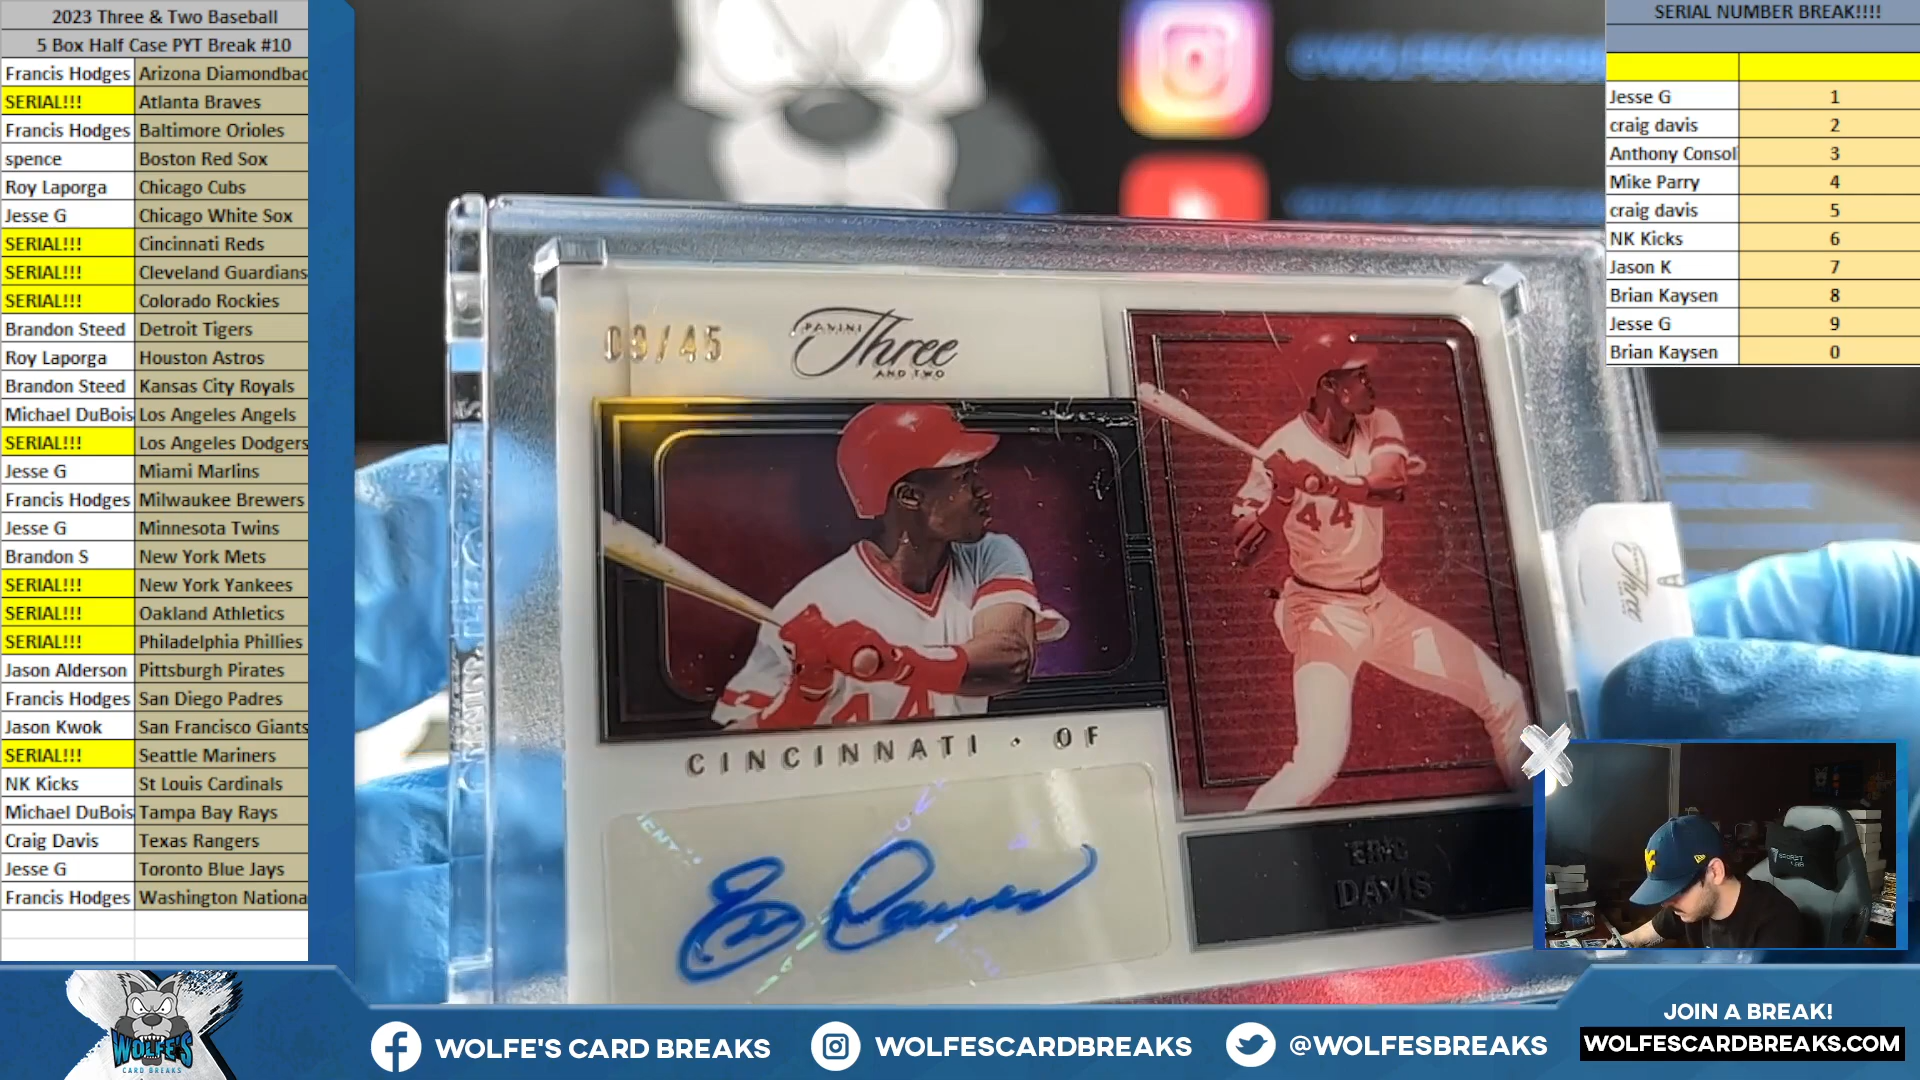 2023 Three & Two Baseball
5 Box Half Case PYT Break #10
Francis Hodges Arizona Diamondbac
SERIAL!!! Atlanta Braves
Francis Hodges Baltimore Orioles
spence Boston Red Sox
Roy Laporga Chicago Cubs
Jesse G Chicago White Sox
SERIAL!!! Cincinnati Reds
SERIAL!!! Cleveland Guardians
SERIAL!!! Colorado Rockies
Brandon Steed Detroit Tigers
Roy Laporga Houston Astros
Brandon Steed Kansas City Royals
Michael DuBois Los Angeles Angels
SERIAL!!! Los Angeles Dodgers
Jesse G Miami Marlins
Francis Hodges Milwaukee Brewers
Jesse G Minnesota Twins
Brandon S New York Mets
SERIAL!!! New York Yankees
SERIAL!!! Oakland Athletics
SERIAL!!! Philadelphia Phillies
Jason Alderson Pittsburgh Pirates
Francis Hodges San Diego Padres
Jason Kwok San Francisco Giants
SERIAL!!! Seattle Mariners
NK Kicks St Louis Cardinals
Michael DuBois Tampa Bay Rays
Craig Davis Texas Rangers
Jesse G Toronto Blue Jays
Francis Hodges Washington Nationa
SERIAL NUMBER BREAK!!!!
Jesse G 1
craig davis 2
Anthony Consol 3
Mike Parry 4
craig davis 5
NK Kicks 6
Jason K 7
Brian Kaysen 8
Jesse G 9
Brian Kaysen 0
09/45
PANINI
Three
AND TWO
44
44
CINCINNATI · OF
ERIC
DAVIS
Three
WOLFE'S
CARD BREAKS
WOLFE'S CARD BREAKS
WOLFESCARDBREAKS
@WOLFESBREAKS
JOIN A BREAK!
WOLFESCARDBREAKS.COM